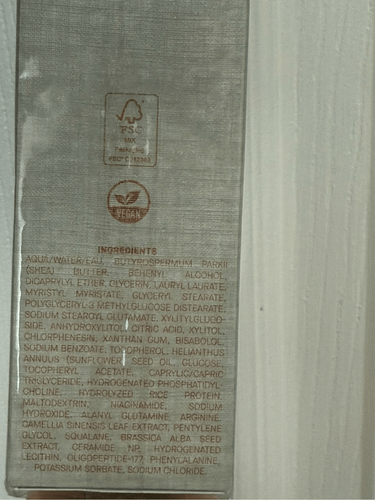 FSC
MIX
Packaging
VEGAN
INGREDIENTS
AQUA/WATER/EAU, BUTYROSPERMUM PARKII
(SHEA) BUTTER, BEHENYL ALCOHOL,
DICAPRYLYL ETHER, GLYCERIN, LAURYL LAURATE,
MYRISTYL MYRISTATE, GLYCERYL STEARATE,
POLYGLYCERYL-3 METHYLGLUCOSE DISTEARATE,
SODIUM STEAROYL GLUTAMATE, XYLITYLGLUCO-
SIDE, ANHYDROXYLITOL, CITRIC ACID, XYLITOL,
CHLORPHENESIN, XANTHAN GUM, BISABOLOL,
SODIUM BENZOATE, TOCOPHEROL, HELIANTHUS
ANNUUS (SUNFLOWER) SEED OIL, GLUCOSE,
TOCOPHERYL ACETATE, CAPRYLIC/CAPRIC
TRIGLYCERIDE, HYDROGENATED PHOSPHATIDYL-
CHOLINE, HYDROLYZED RICE PROTEIN,
MALTODEXTRIN, NIACINAMIDE, SODIUM
HYDROXIDE, ALANYL GLUTAMINE, ARGININE,
CAMELLIA SINENSIS LEAF EXTRACT, PENTYLENE
GLYCOL, SQUALANE, BRASSICA ALBA SEED
EXTRACT, CERAMIDE NP, HYDROGENATED
LECITHIN, OLIGOPEPTIDE-177, PHENYLALANINE,
POTASSIUM SORBATE, SODIUM CHLORIDE.